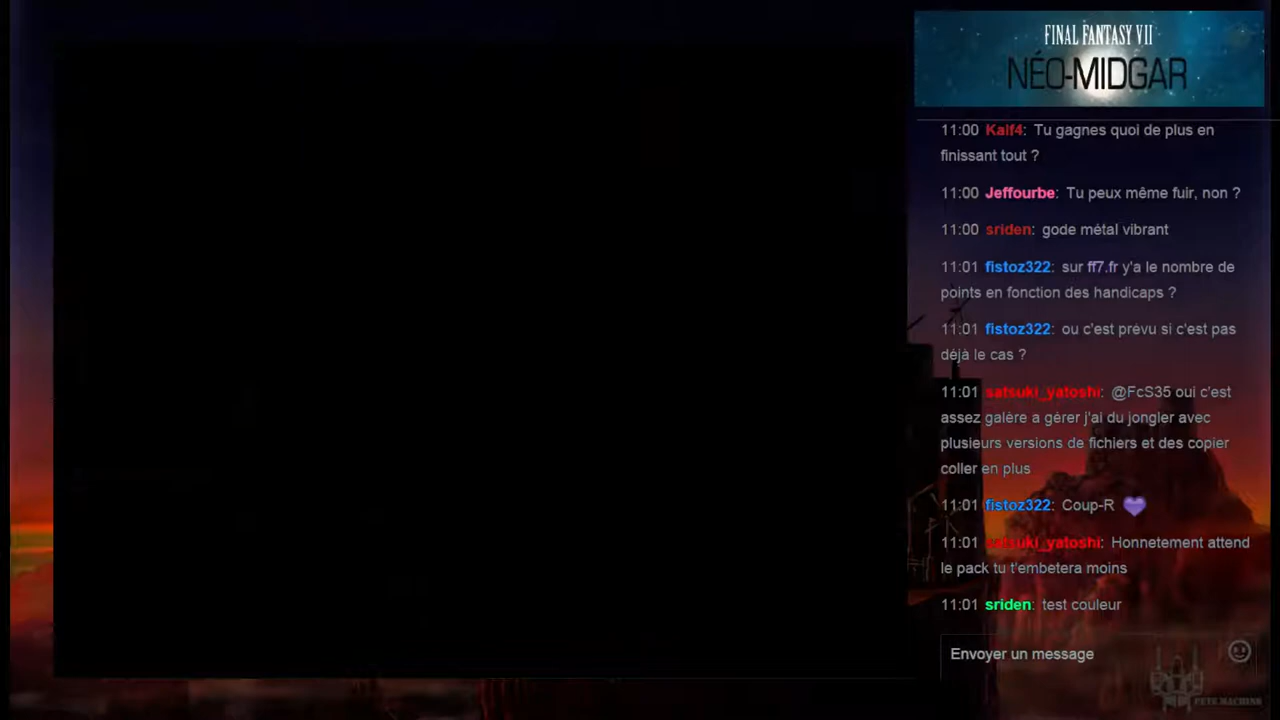 FINAL FANTASY VII
NÉO-MIDGAR
11:00 Kalf4: Tu gagnes quoi de plus en
finissant tout ?
11:00 Jeffourbe: Tu peux même fuir, non ?
11:00 sriden: gode métal vibrant
11:01 fistoz322: sur ff7.fr y'a le nombre de
points en fonction des handicaps ?
11:01 fistoz322: ou c'est prévu si c'est pas
déjà le cas ?
11:01 satsuki_yatoshi: @FcS35 oui c'est
assez galère a gérer j'ai du jongler avec
plusieurs versions de fichiers et des copier
coller en plus
11:01 fistoz322: Coup-R
11:01 satsuki_yatoshi: Honnetement attend
le pack tu t'embetera moins
11:01 sriden: test couleur
Envoyer un message
PETE MACHINE